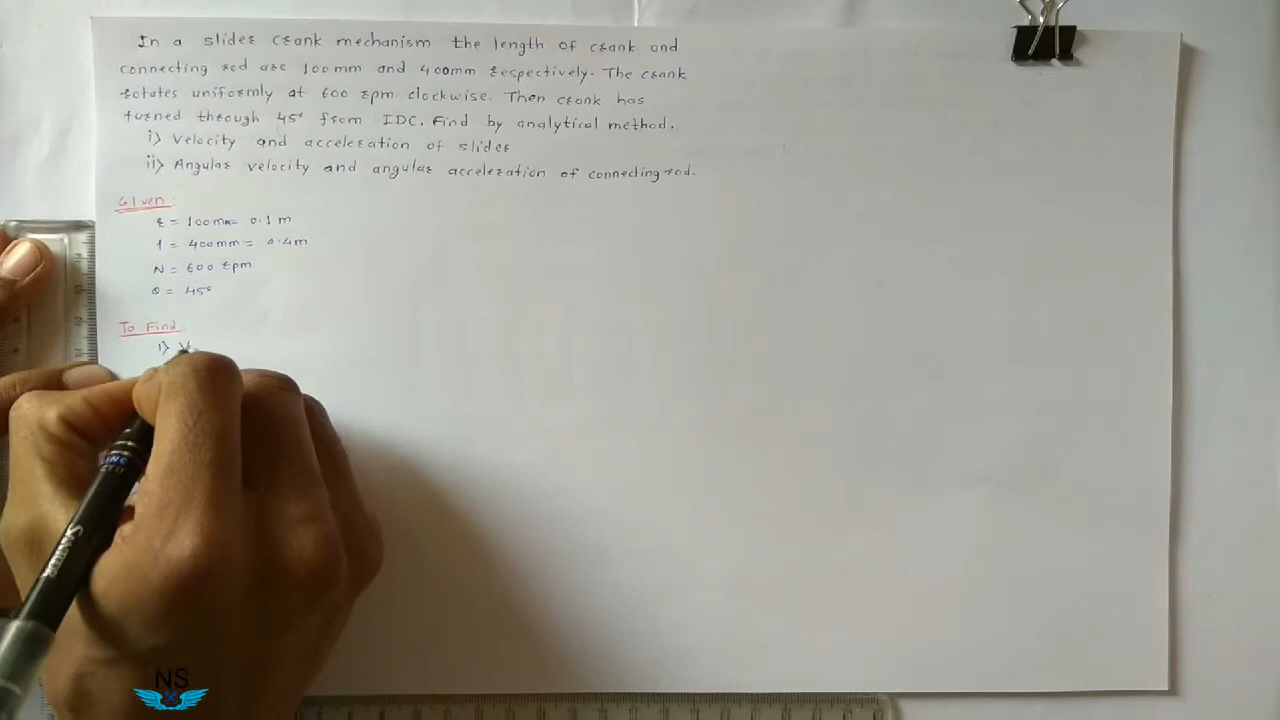 In a slider crank mechanism the length of crank and
connecting rod are 100mm and 400mm respectively. The crank
rotates uniformly at 600 rpm clockwise. Then crank has
turned through 45° from IDC. Find by analytical method.
i) Velocity and acceleration of slider.
ii) Angular velocity and angular acceleration of connecting rod.
Given:
r = 100mm = 0.1 m
l = 400mm = 0.4m
N = 600 rpm
θ = 45°
To Find
i)
NS